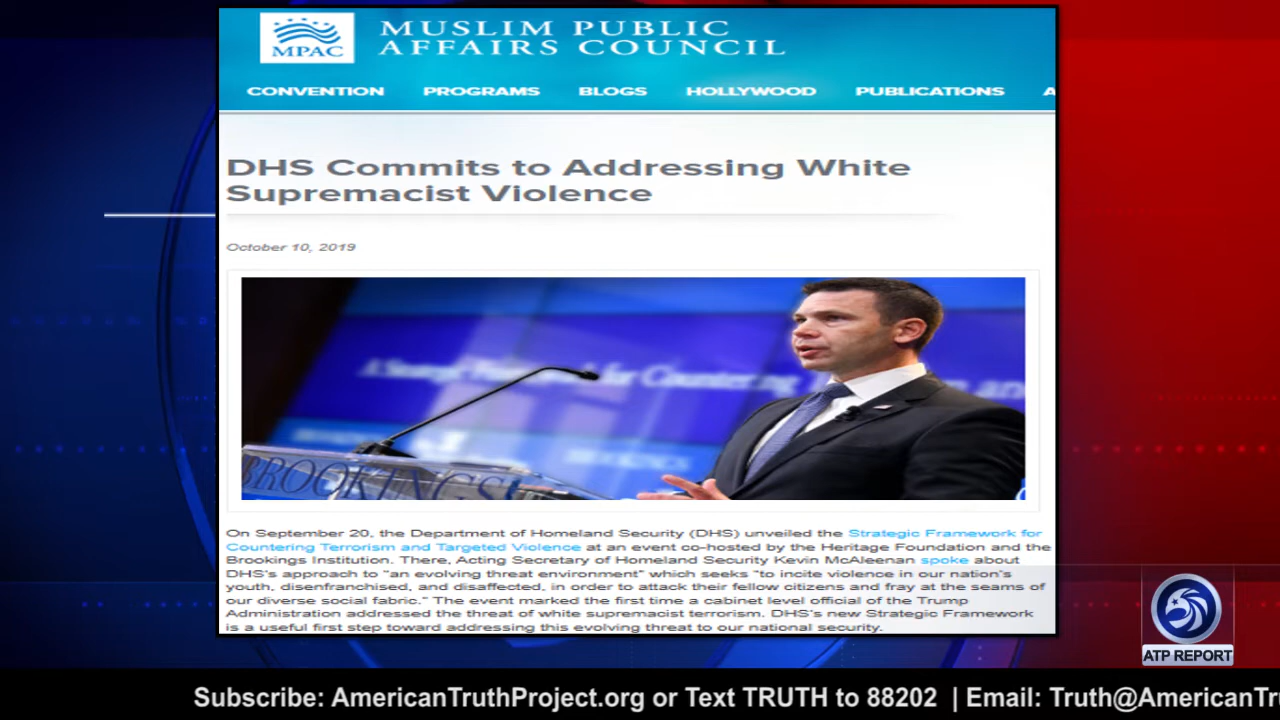 MPAC
MUSLIM PUBLIC
AFFAIRS COUNCIL
CONVENTION PROGRAMS BLOGS HOLLYWOOD PUBLICATIONS A
DHS Commits to Addressing White
Supremacist Violence
October 10, 2019
A Strategic for Countering and
BROOKINGS
On September 20, the Department of Homeland Security (DHS) unveiled the Strategic Framework for
Countering Terrorism and Targeted Violence at an event co-hosted by the Heritage Foundation and the
Brookings Institution. There, Acting Secretary of Homeland Security Kevin McAleenan spoke about
DHS's approach to "an evolving threat environment" which seeks "to incite violence in our nation's
youth, disenfranchised, and disaffected, in order to attack their fellow citizens and fray at the seams of
our diverse social fabric." The event marked the first time a cabinet level official of the Trump
Administration addressed the threat of white supremacist terrorism. DHS's new Strategic Framework
is a useful first step toward addressing this evolving threat to our national security.
ATP REPORT
Subscribe: AmericanTruthProject.org or Text TRUTH to 88202 | Email: Truth@AmericanTr